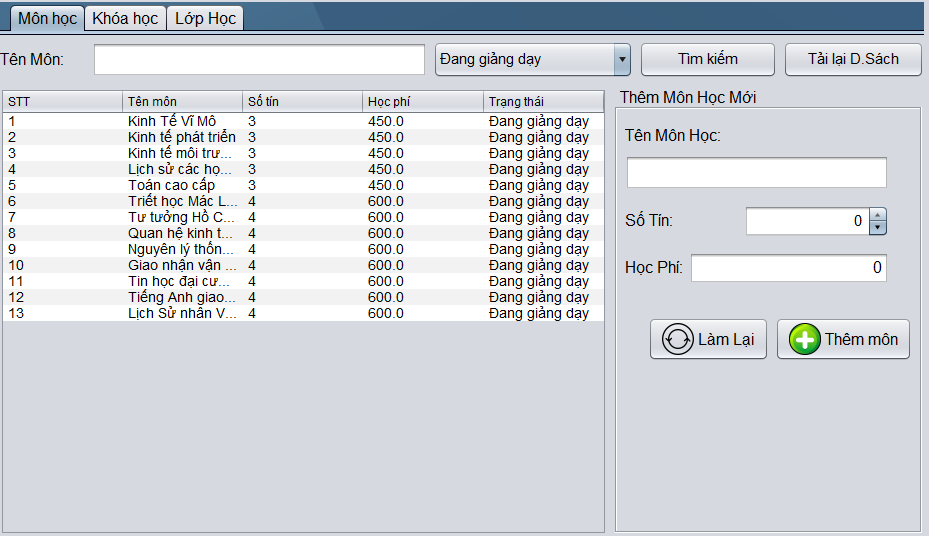 Môn học Khóa học Lớp Học
Tên Môn: Đang giảng dạy Tìm kiếm Tải lại D.Sách
STT Tên môn Số tín Học phí Trạng thái
1 Kinh Tế Vĩ Mô 3 450.0 Đang giảng dạy
2 Kinh tế phát triển 3 450.0 Đang giảng dạy
3 Kinh tế môi trư... 3 450.0 Đang giảng dạy
4 Lịch sử các họ... 3 450.0 Đang giảng dạy
5 Toán cao cấp 3 450.0 Đang giảng dạy
6 Triết học Mác L... 4 600.0 Đang giảng dạy
7 Tư tưởng Hồ C... 4 600.0 Đang giảng dạy
8 Quan hệ kinh t... 4 600.0 Đang giảng dạy
9 Nguyên lý thốn... 4 600.0 Đang giảng dạy
10 Giao nhận vận ... 4 600.0 Đang giảng dạy
11 Tin học đại cư... 4 600.0 Đang giảng dạy
12 Tiếng Anh giao... 4 600.0 Đang giảng dạy
13 Lịch Sử nhân V... 4 600.0 Đang giảng dạy
Thêm Môn Học Mới
Tên Môn Học:
Số Tín: 0
Học Phí: 0
Làm Lại Thêm môn